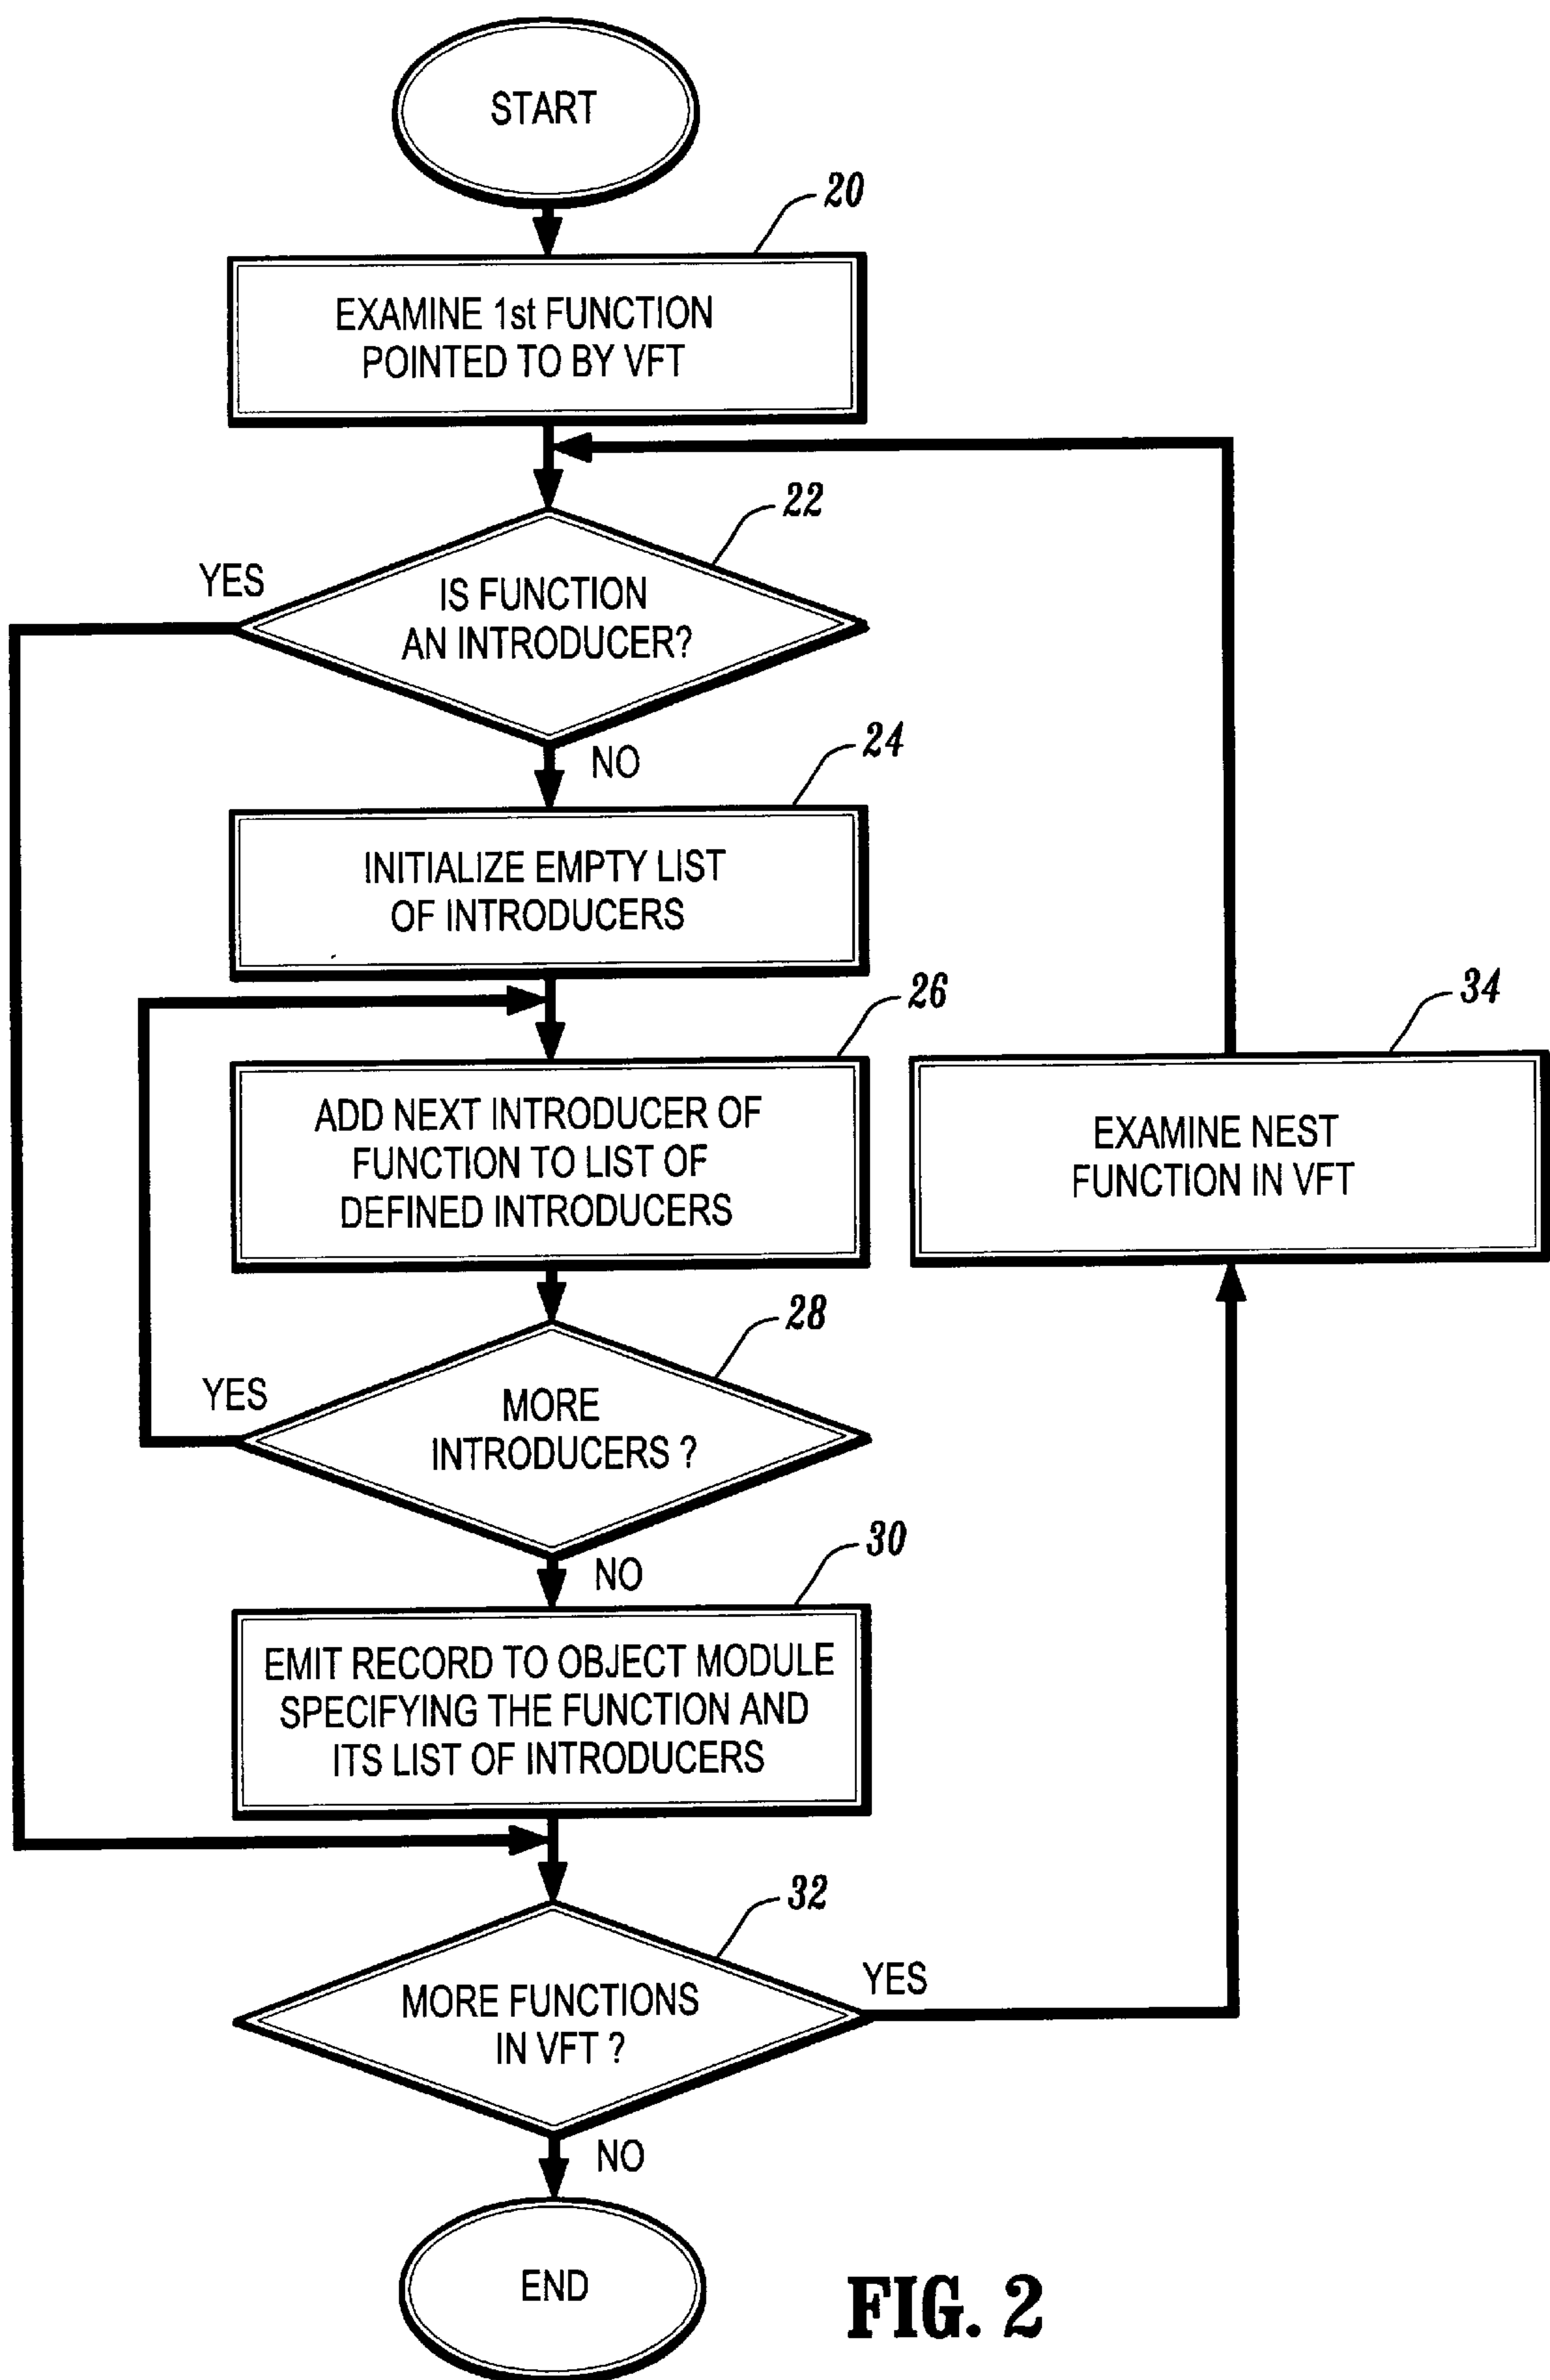 START
20
EXAMINE 1st FUNCTION
POINTED TO BY VFT
22
YES
IS FUNCTION
AN INTRODUCER?
NO
24
INITIALIZE EMPTY LIST
OF INTRODUCERS
26
34
ADD NEXT INTRODUCER OF
FUNCTION TO LIST OF
DEFINED INTRODUCERS
EXAMINE NEST
FUNCTION IN VFT
28
YES
MORE
INTRODUCERS ?
NO
30
EMIT RECORD TO OBJECT MODULE
SPECIFYING THE FUNCTION AND
ITS LIST OF INTRODUCERS
32
YES
MORE FUNCTIONS
IN VFT ?
NO
END
FIG. 2